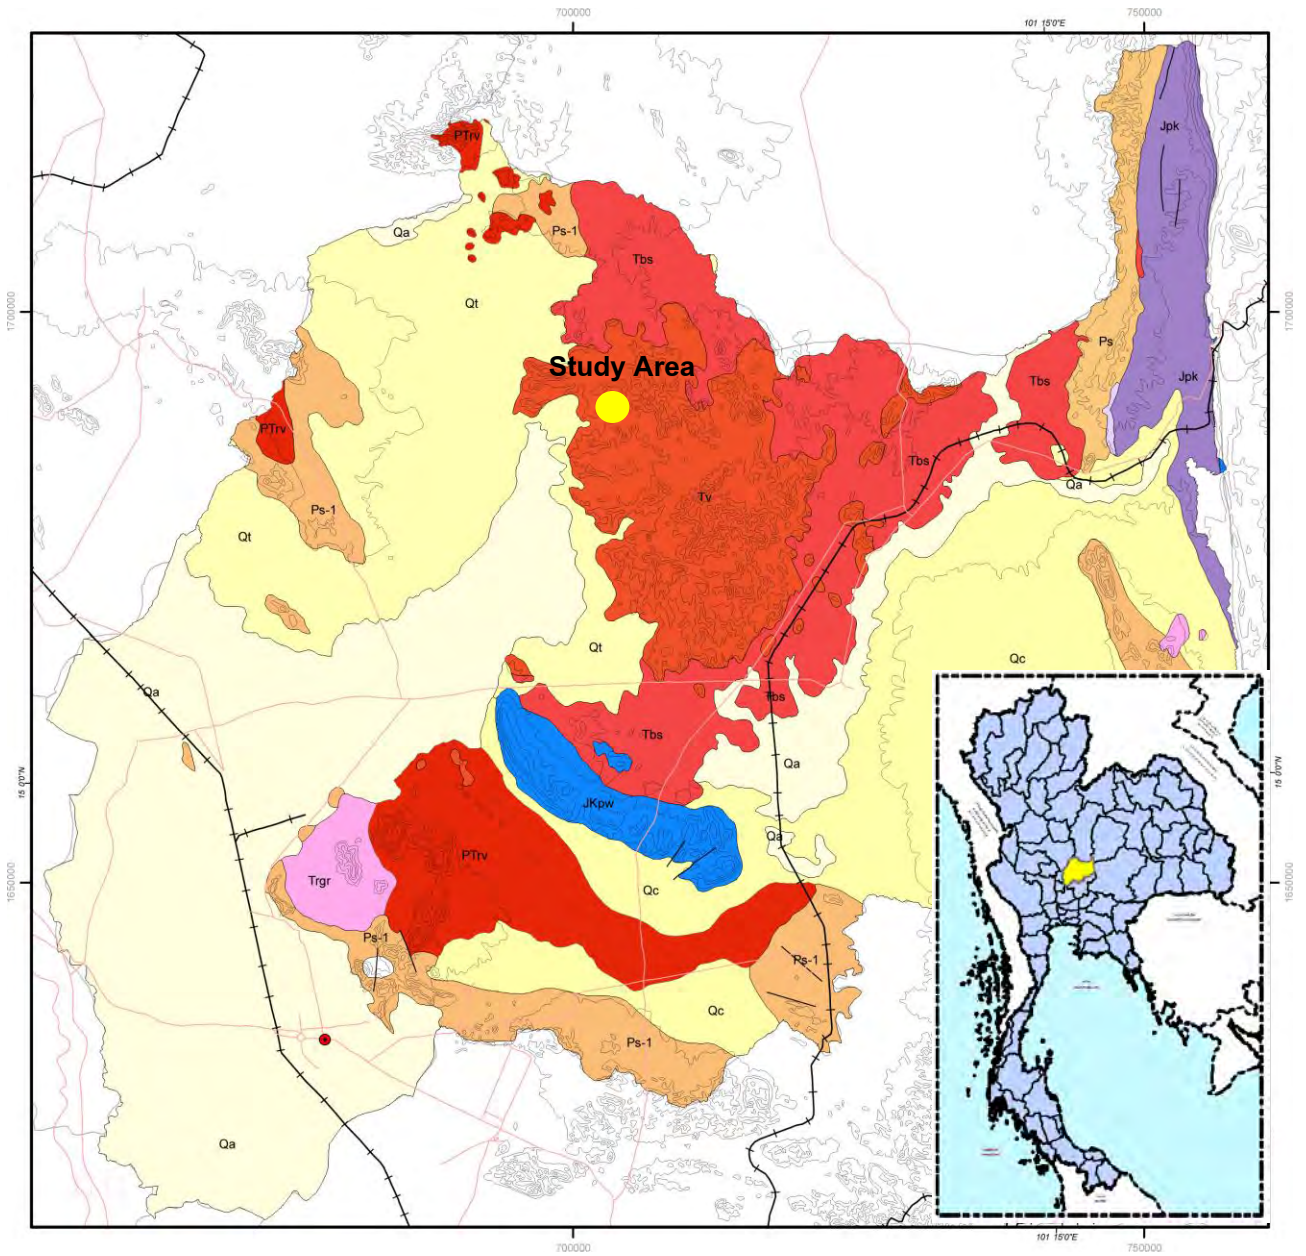 700000
101 15'0"E
750000
PTrv
Jpk
Qa
Ps-1
Tbs
Qt
1700000
1700000
Ps
Study Area
Tbs
Jpk
PTrv
Tbs
Qa
Tv
Ps-1
Qt
Qt
Qc
Qa
Tbs
Tbs
15 0'0"N
Qa
15 0'0"N
JKpw
Qa
PTrv
Trgr
1650000
Qc
1650000
Ps-1
Ps-1
Qc
Ps-1
Qa
700000
101 15'0"E
750000